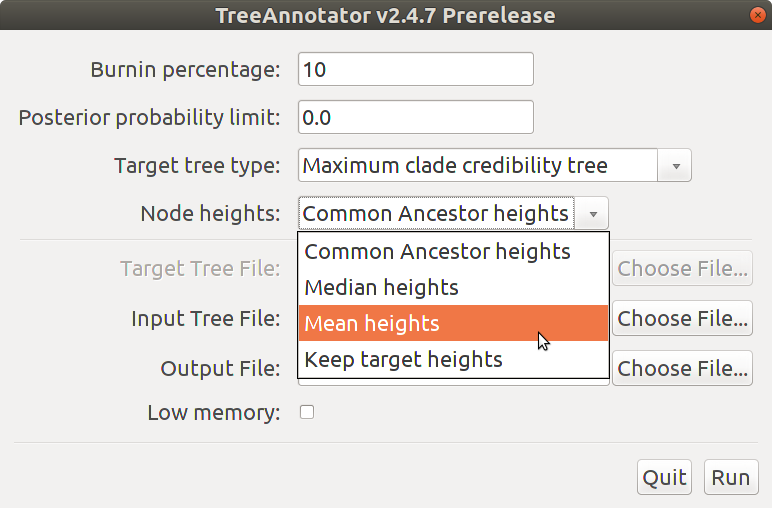 TreeAnnotator v2.4.7 Prerelease
Burnin percentage: 10
Posterior probability limit: 0.0
Target tree type: Maximum clade credibility tree
Node heights: Common Ancestor heights
Common Ancestor heights
Median heights
Mean heights
Keep target heights
Target Tree File: Choose File...
Input Tree File: Choose File...
Output File: Choose File...
Low memory:
Quit Run